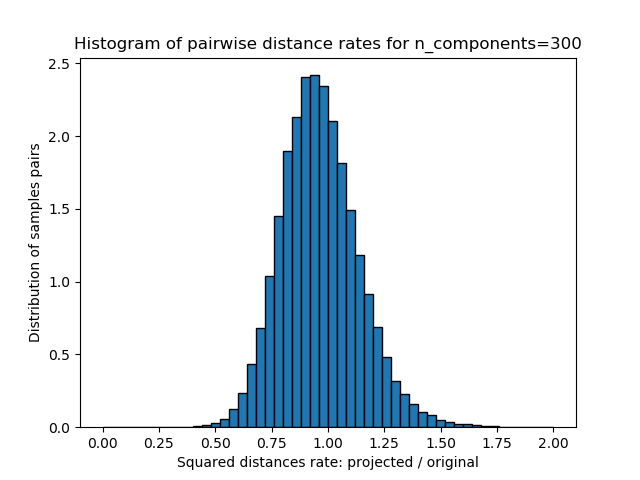 Histogram of pairwise distance rates for n_components=300
2.5
2.0
1.5
1.0
0.5
0.0
Distribution of samples pairs
0.00 0.25 0.50 0.75 1.00 1.25 1.50 1.75 2.00
Squared distances rate: projected / original